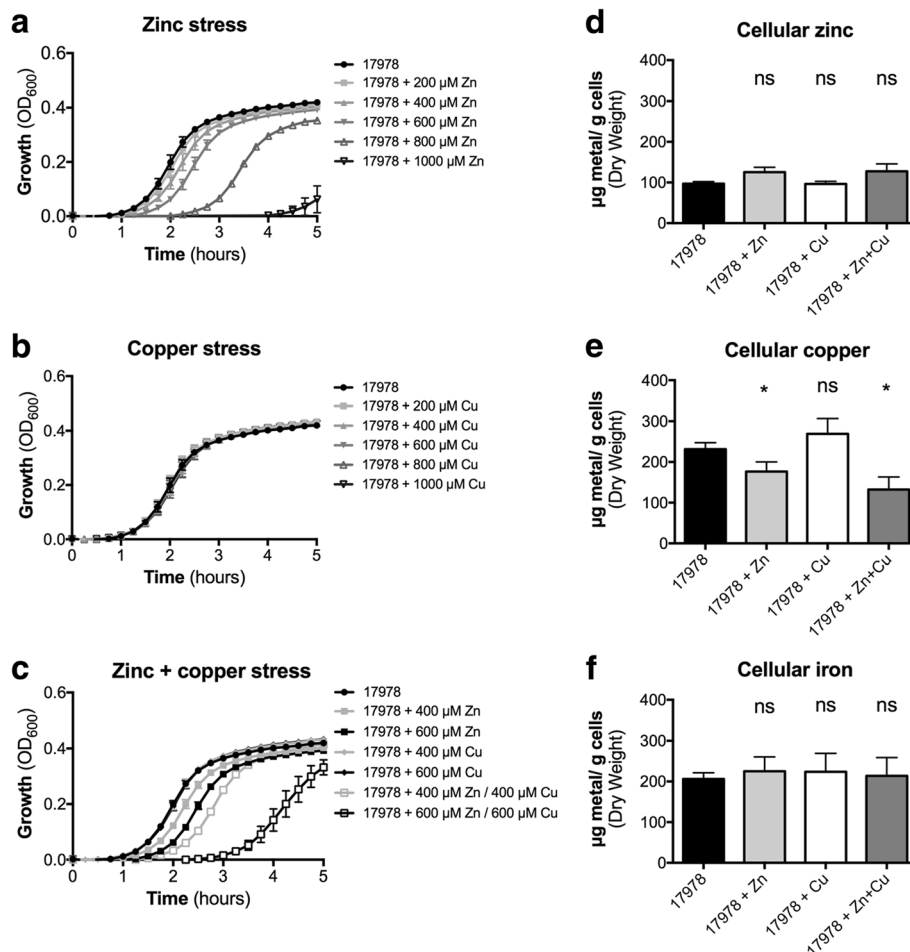 a
Zinc stress
Growth (OD600)
0.6
0.4
0.2
0.0
0 1 2 3 4 5
Time (hours)
17978
17978 + 200 µM Zn
17978 + 400 µM Zn
17978 + 600 µM Zn
17978 + 800 µM Zn
17978 + 1000 µM Zn
b
Copper stress
Growth (OD600)
0.6
0.4
0.2
0.0
0 1 2 3 4 5
Time (hours)
17978
17978 + 200 µM Cu
17978 + 400 µM Cu
17978 + 600 µM Cu
17978 + 800 µM Cu
17978 + 1000 µM Cu
c
Zinc + copper stress
Growth (OD600)
0.6
0.4
0.2
0.0
0 1 2 3 4 5
Time (hours)
17978
17978 + 400 µM Zn
17978 + 600 µM Zn
17978 + 400 µM Cu
17978 + 600 µM Cu
17978 + 400 µM Zn / 400 µM Cu
17978 + 600 µM Zn / 600 µM Cu
d
Cellular zinc
µg metal/ g cells
(Dry Weight)
400
300
200
100
0
ns ns ns
17978
17978 + Zn
17978 + Cu
17978 + Zn+Cu
e
Cellular copper
µg metal/ g cells
(Dry Weight)
400
300
200
100
0
* ns *
17978
17978 + Zn
17978 + Cu
17978 + Zn+Cu
f
Cellular iron
µg metal/ g cells
(Dry Weight)
400
300
200
100
0
ns ns ns
17978
17978 + Zn
17978 + Cu
17978 + Zn+Cu